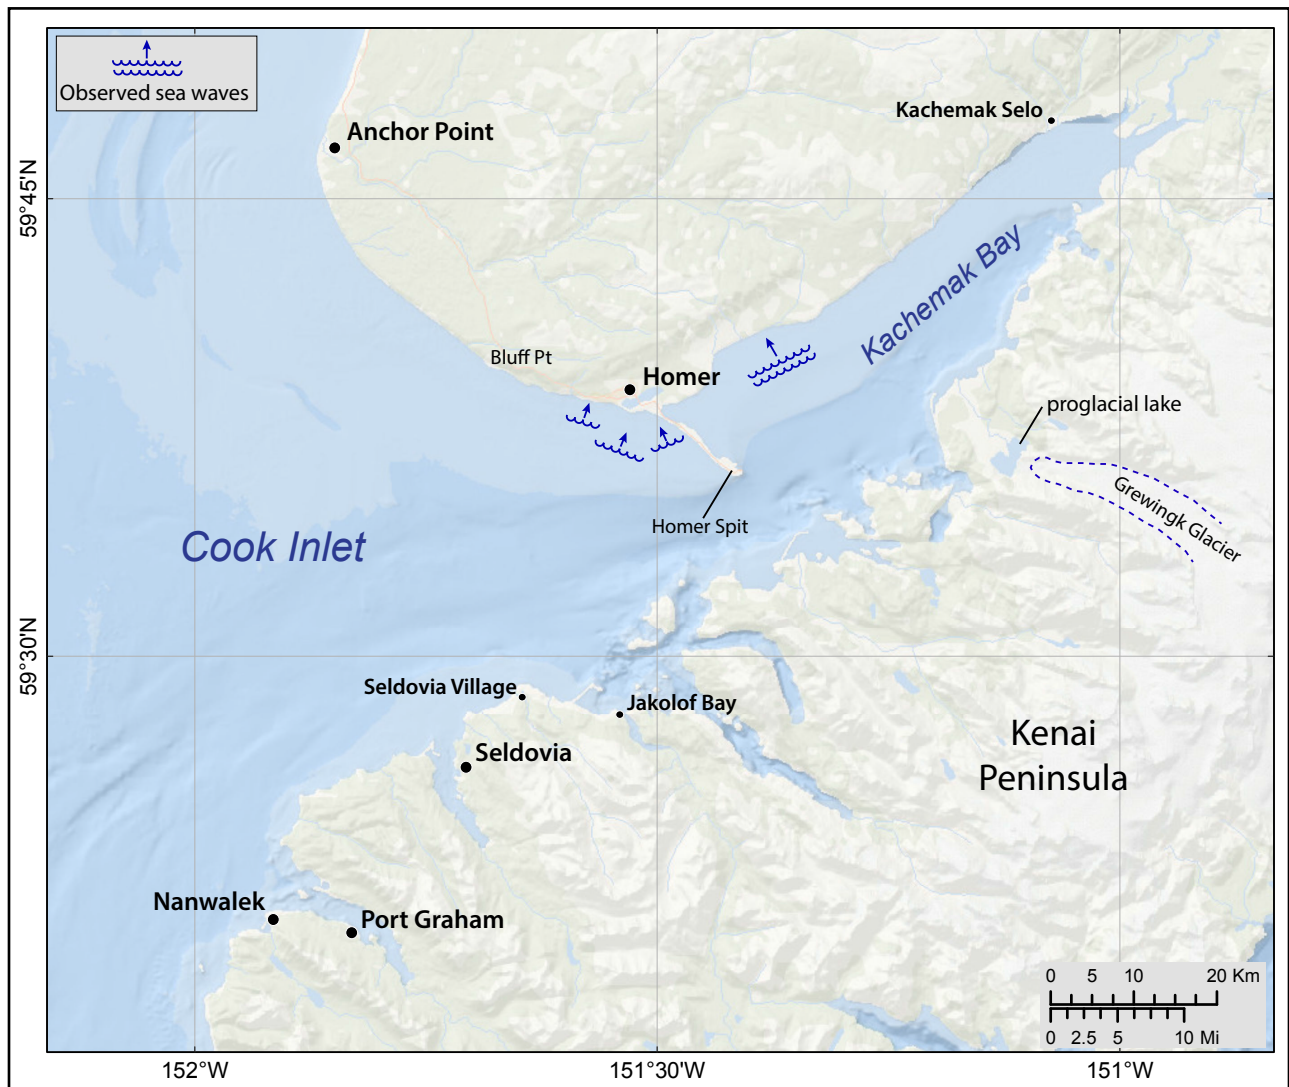 Observed sea waves
Anchor Point
Kachemak Selo
59°45'N
Kachemak Bay
Bluff Pt
Homer
proglacial lake
Grewingk Glacier
Homer Spit
Cook Inlet
59°30'N
Seldovia Village
Jakolof Bay
Seldovia
Kenai
Peninsula
Nanwalek
Port Graham
0 5 10 20 Km
0 2.5 5 10 Mi
152°W 151°30'W 151°W